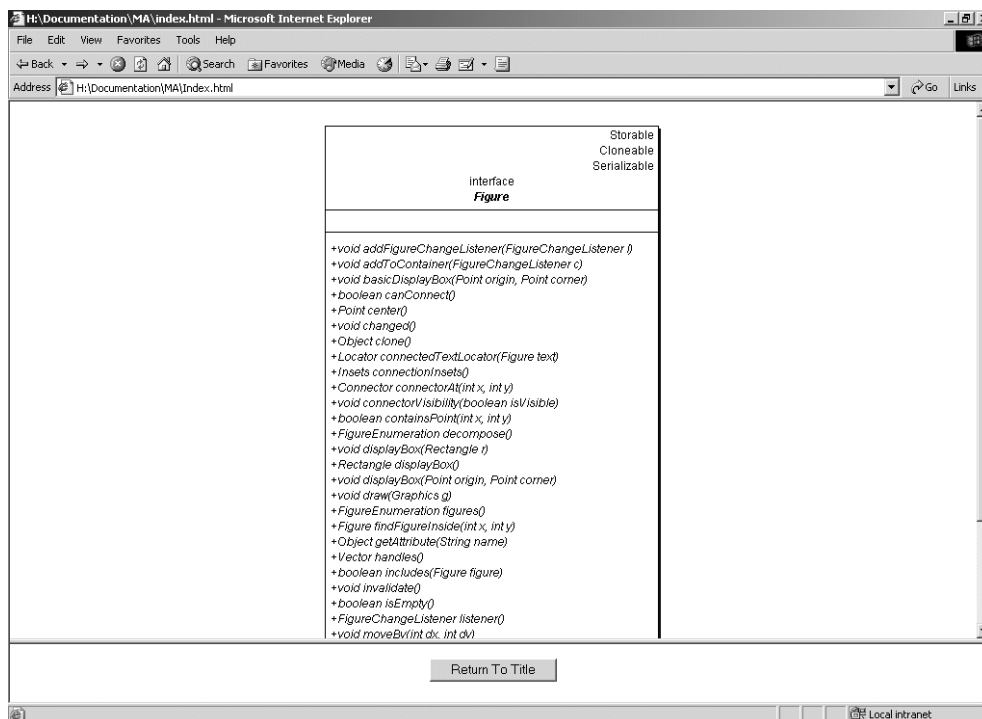 H:\Documentation\MA\index.html - Microsoft Internet Explorer
File Edit View Favorites Tools Help
Back Search Favorites Media
Address H:\Documentation\MA\Index.html Go Links
Storable
Cloneable
Serializable
interface
Figure
+void addFigureChangeListener(FigureChangeListener l)
+void addToContainer(FigureChangeListener c)
+void basicDisplayBox(Point origin, Point corner)
+boolean canConnect()
+Point center()
+void changed()
+Object clone()
+Locator connectedTextLocator(Figure text)
+Insets connectionInsets()
+Connector connectorAt(int x, int y)
+void connectorVisibility(boolean isVisible)
+boolean containsPoint(int x, int y)
+FigureEnumeration decompose()
+void displayBox(Rectangle r)
+Rectangle displayBox()
+void displayBox(Point origin, Point corner)
+void draw(Graphics g)
+FigureEnumeration figures()
+Figure findFigureInside(int x, int y)
+Object getAttribute(String name)
+Vector handles()
+boolean includes(Figure figure)
+void invalidate()
+boolean isEmpty()
+FigureChangeListener listener()
+void moveBy(int dx, int dy)
Return To Title
Local intranet